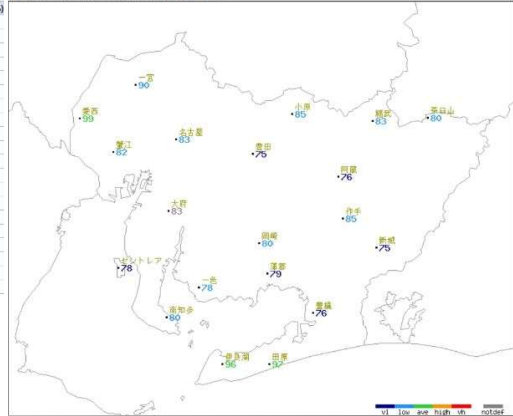 一宮
90
愛西
99
小原
85
稲武
83
茶臼山
80
蟹江
82
名古屋
83
豊田
75
阿蔵
76
大府
83
作手
85
岡崎
80
新城
75
セントレア
78
蒲郡
79
一色
78
南知多
80
豊橋
76
伊良湖
96
田原
97
vl low ave high vh notdef